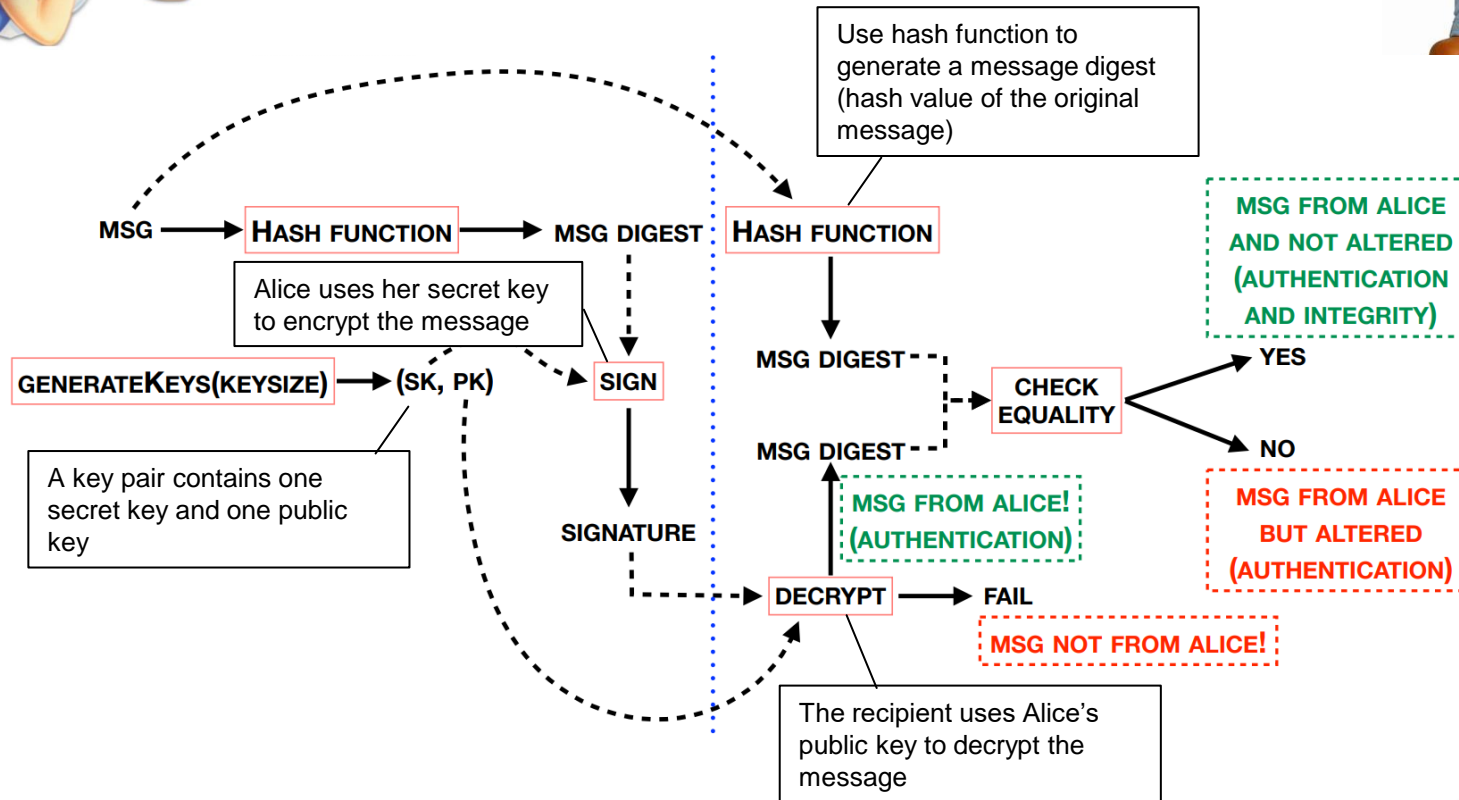 Use hash function to
generate a message digest
(hash value of the original
message)
MSG
HASH FUNCTION
MSG DIGEST
HASH FUNCTION
MSG FROM ALICE
AND NOT ALTERED
(AUTHENTICATION
AND INTEGRITY)
Alice uses her secret key
to encrypt the message
GENERATEKEYS(KEYSIZE)
(SK, PK)
SIGN
MSG DIGEST
CHECK
EQUALITY
YES
MSG DIGEST
NO
A key pair contains one
secret key and one public
key
SIGNATURE
MSG FROM ALICE!
(AUTHENTICATION)
MSG FROM ALICE
BUT ALTERED
(AUTHENTICATION)
DECRYPT
FAIL
MSG NOT FROM ALICE!
The recipient uses Alice's
public key to decrypt the
message